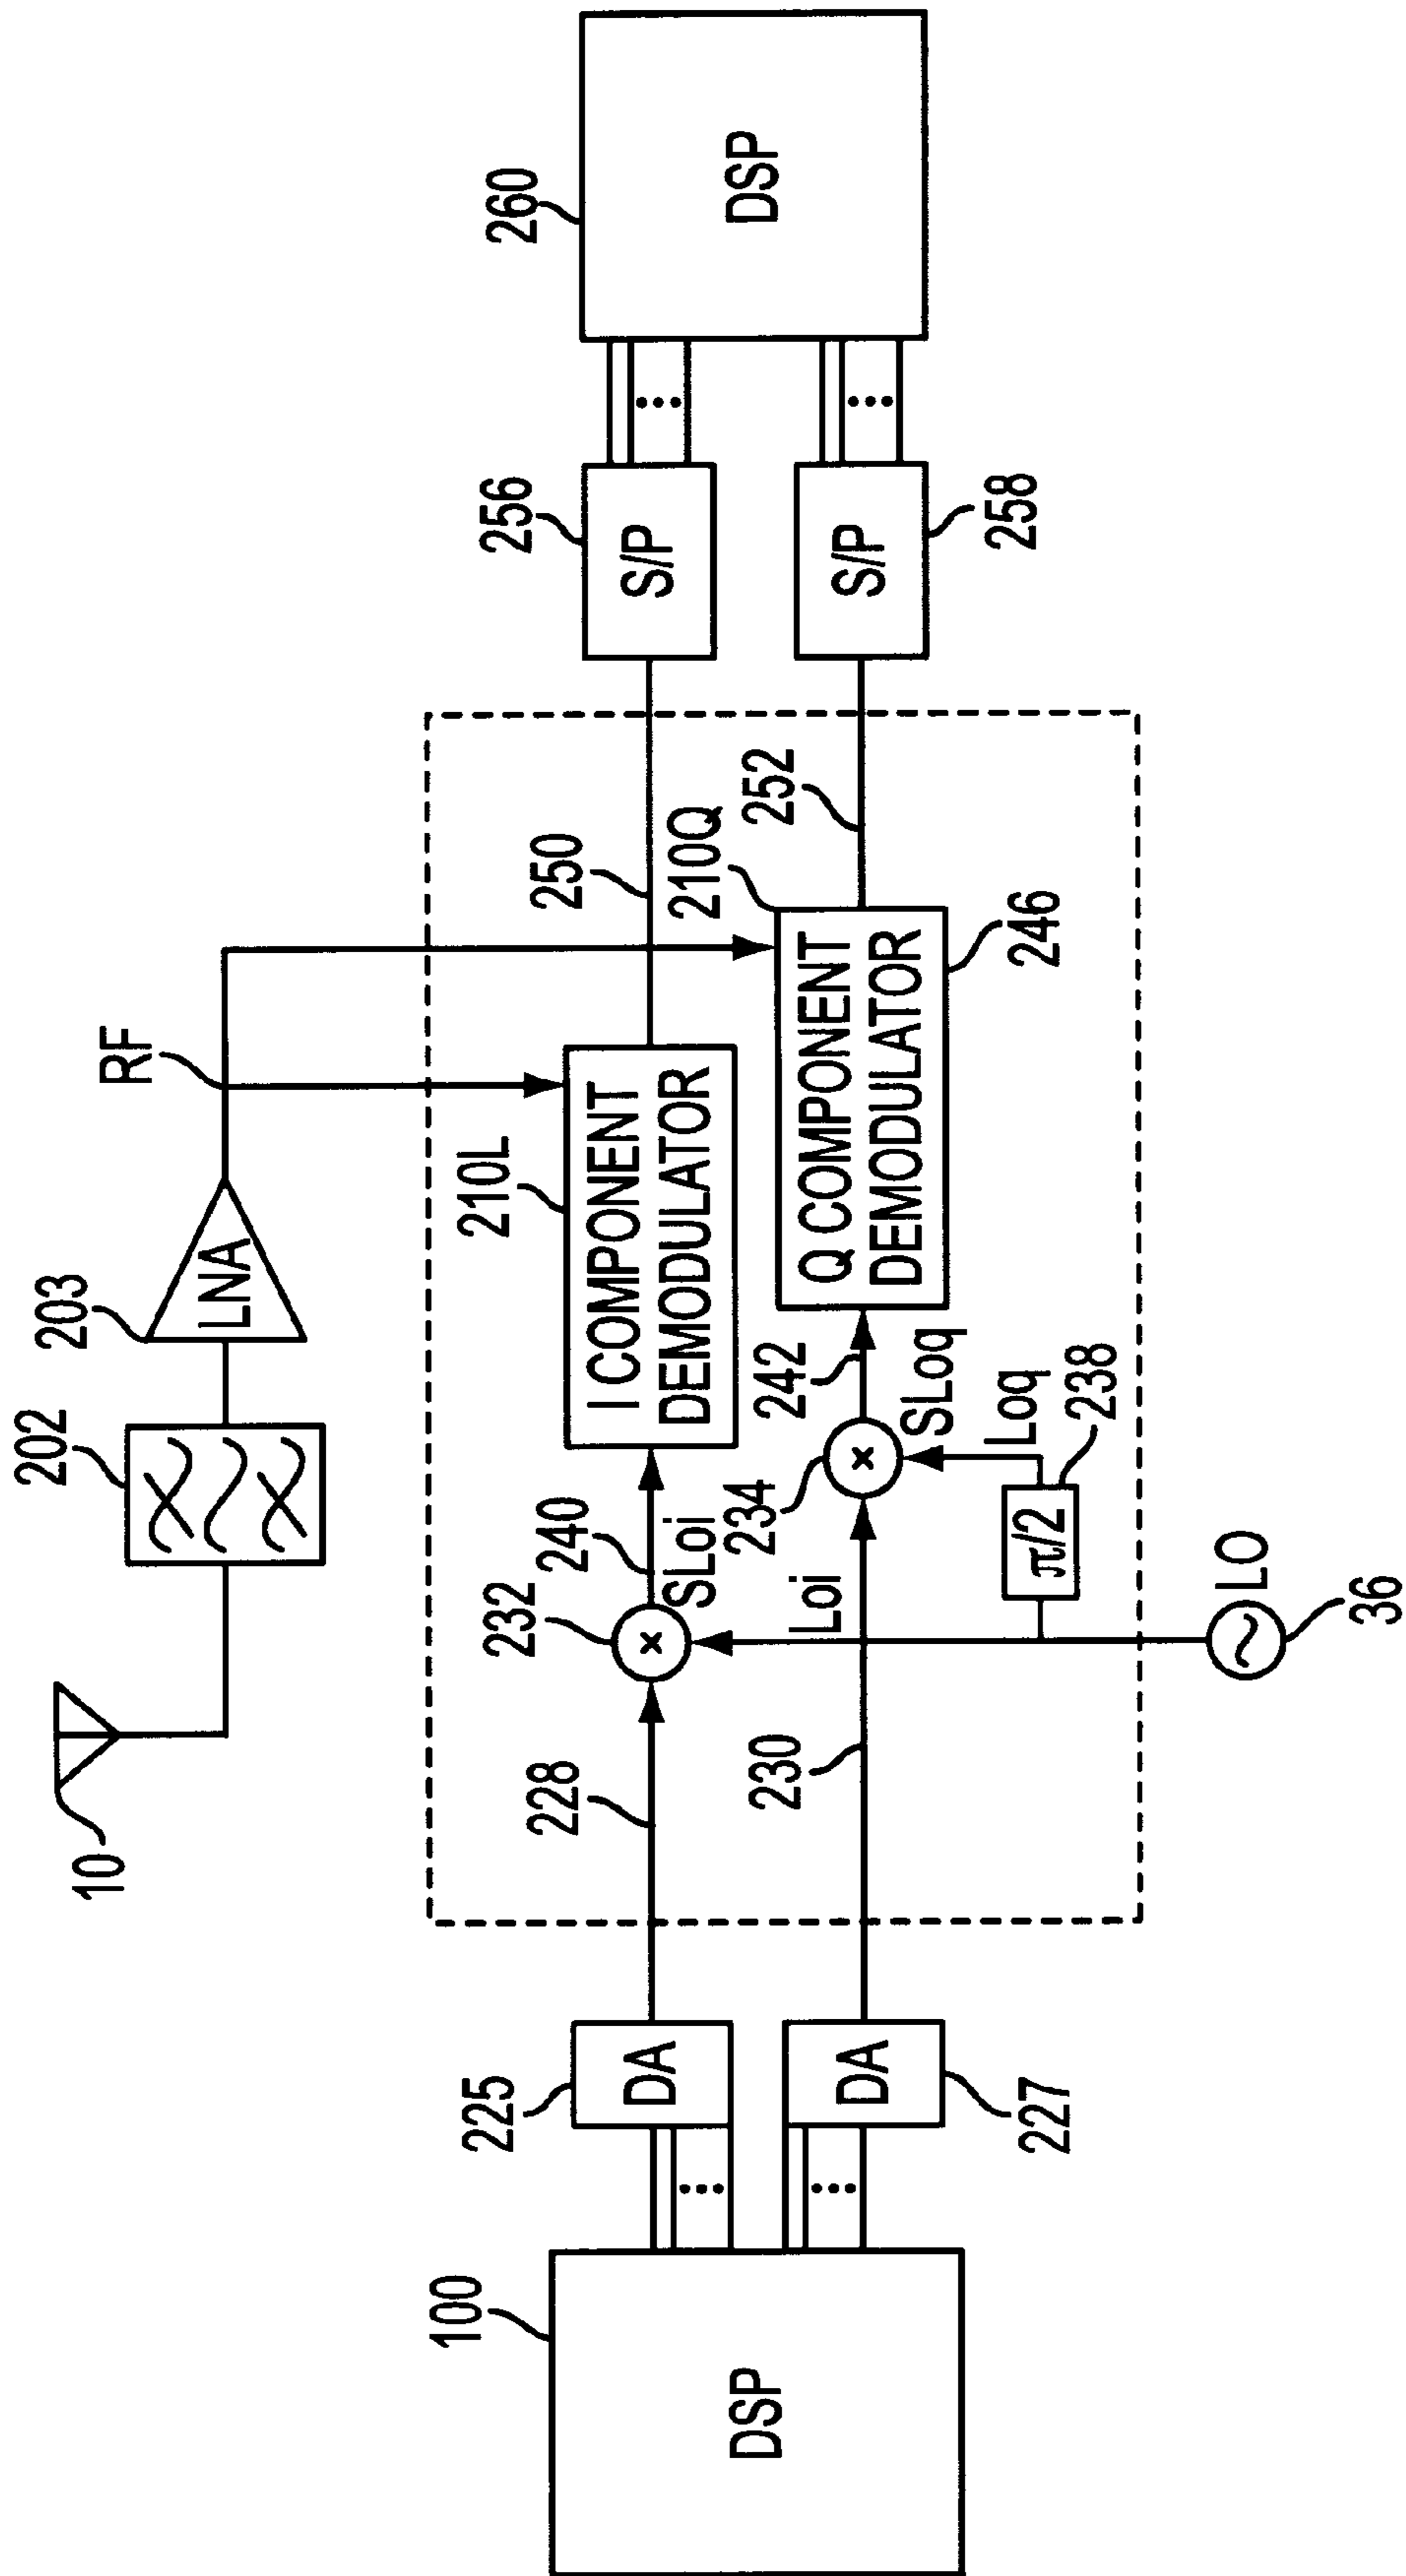 10
202
203
LNA
RF
100
DSP
225
DA
227
DA
228
230
232
240
SLoi
Loi
234
242
SLoq
Loq
238
π/2
LO
36
210L
I COMPONENT
DEMODULATOR
210Q
Q COMPONENT
DEMODULATOR
246
250
252
256
S/P
258
S/P
260
DSP
x
x